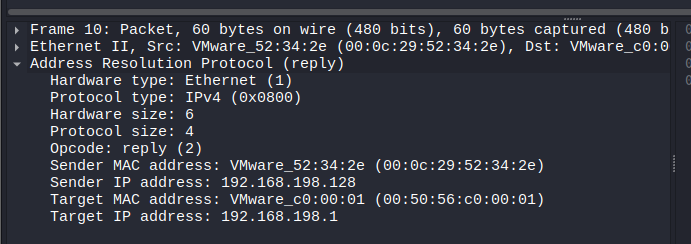 Frame 10: Packet, 60 bytes on wire (480 bits), 60 bytes captured (480 b
Ethernet II, Src: VMware_52:34:2e (00:0c:29:52:34:2e), Dst: VMware_c0:0
Address Resolution Protocol (reply)
Hardware type: Ethernet (1)
Protocol type: IPv4 (0x0800)
Hardware size: 6
Protocol size: 4
Opcode: reply (2)
Sender MAC address: VMware_52:34:2e (00:0c:29:52:34:2e)
Sender IP address: 192.168.198.128
Target MAC address: VMware_c0:00:01 (00:50:56:c0:00:01)
Target IP address: 192.168.198.1